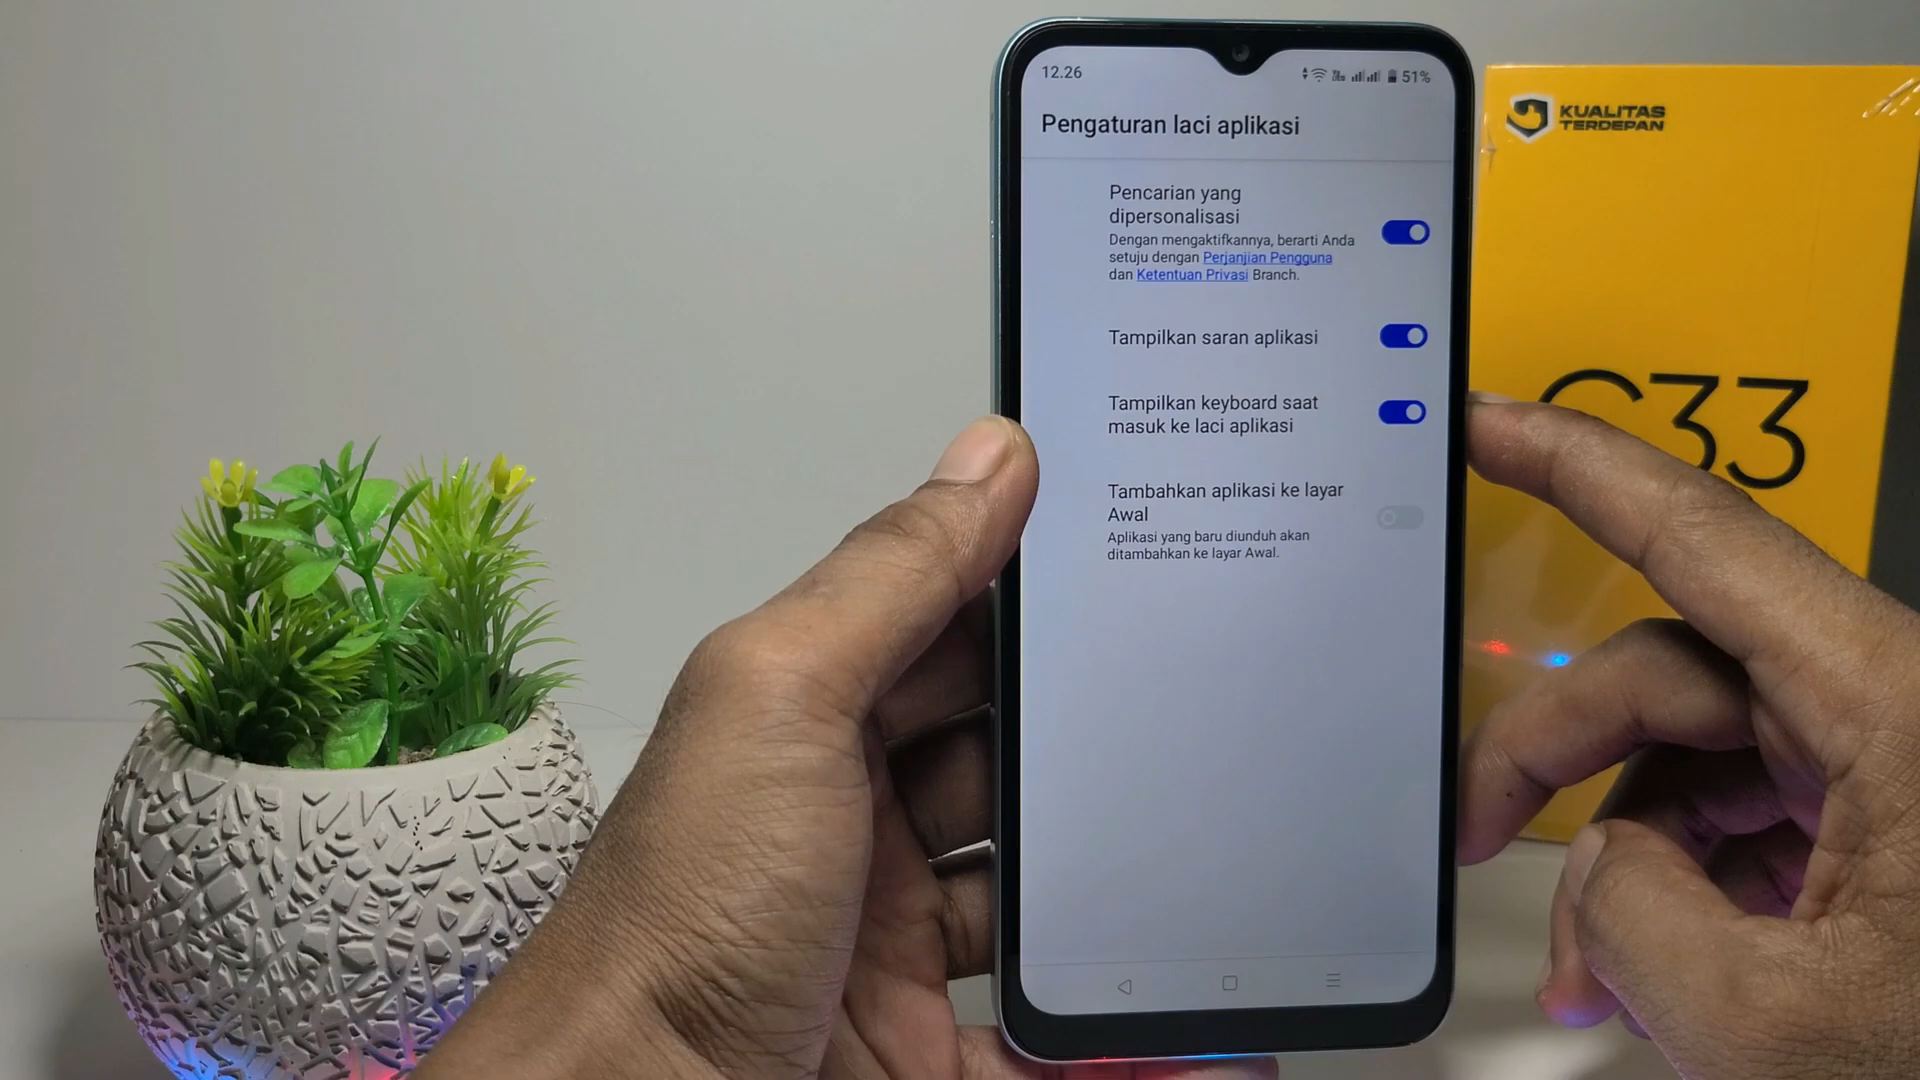 12.26
51%
Pengaturan laci aplikasi
Pencarian yang
dipersonalisasi
Dengan mengaktifkannya, berarti Anda
setuju dengan Perjanjian Pengguna
dan Ketentuan Privasi Branch.
Tampilkan saran aplikasi
Tampilkan keyboard saat
masuk ke laci aplikasi
Tambahkan aplikasi ke layar
Awal
Aplikasi yang baru diunduh akan
ditambahkan ke layar Awal.
KUALITAS
TERDEPAN
C33